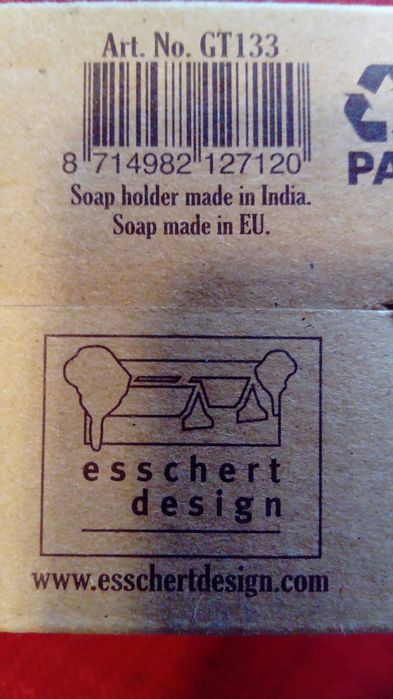 Art. No. GT133
8 714982 127120
PA
Soap holder made in India.
Soap made in EU.
esschert
design
www.esschertdesign.com